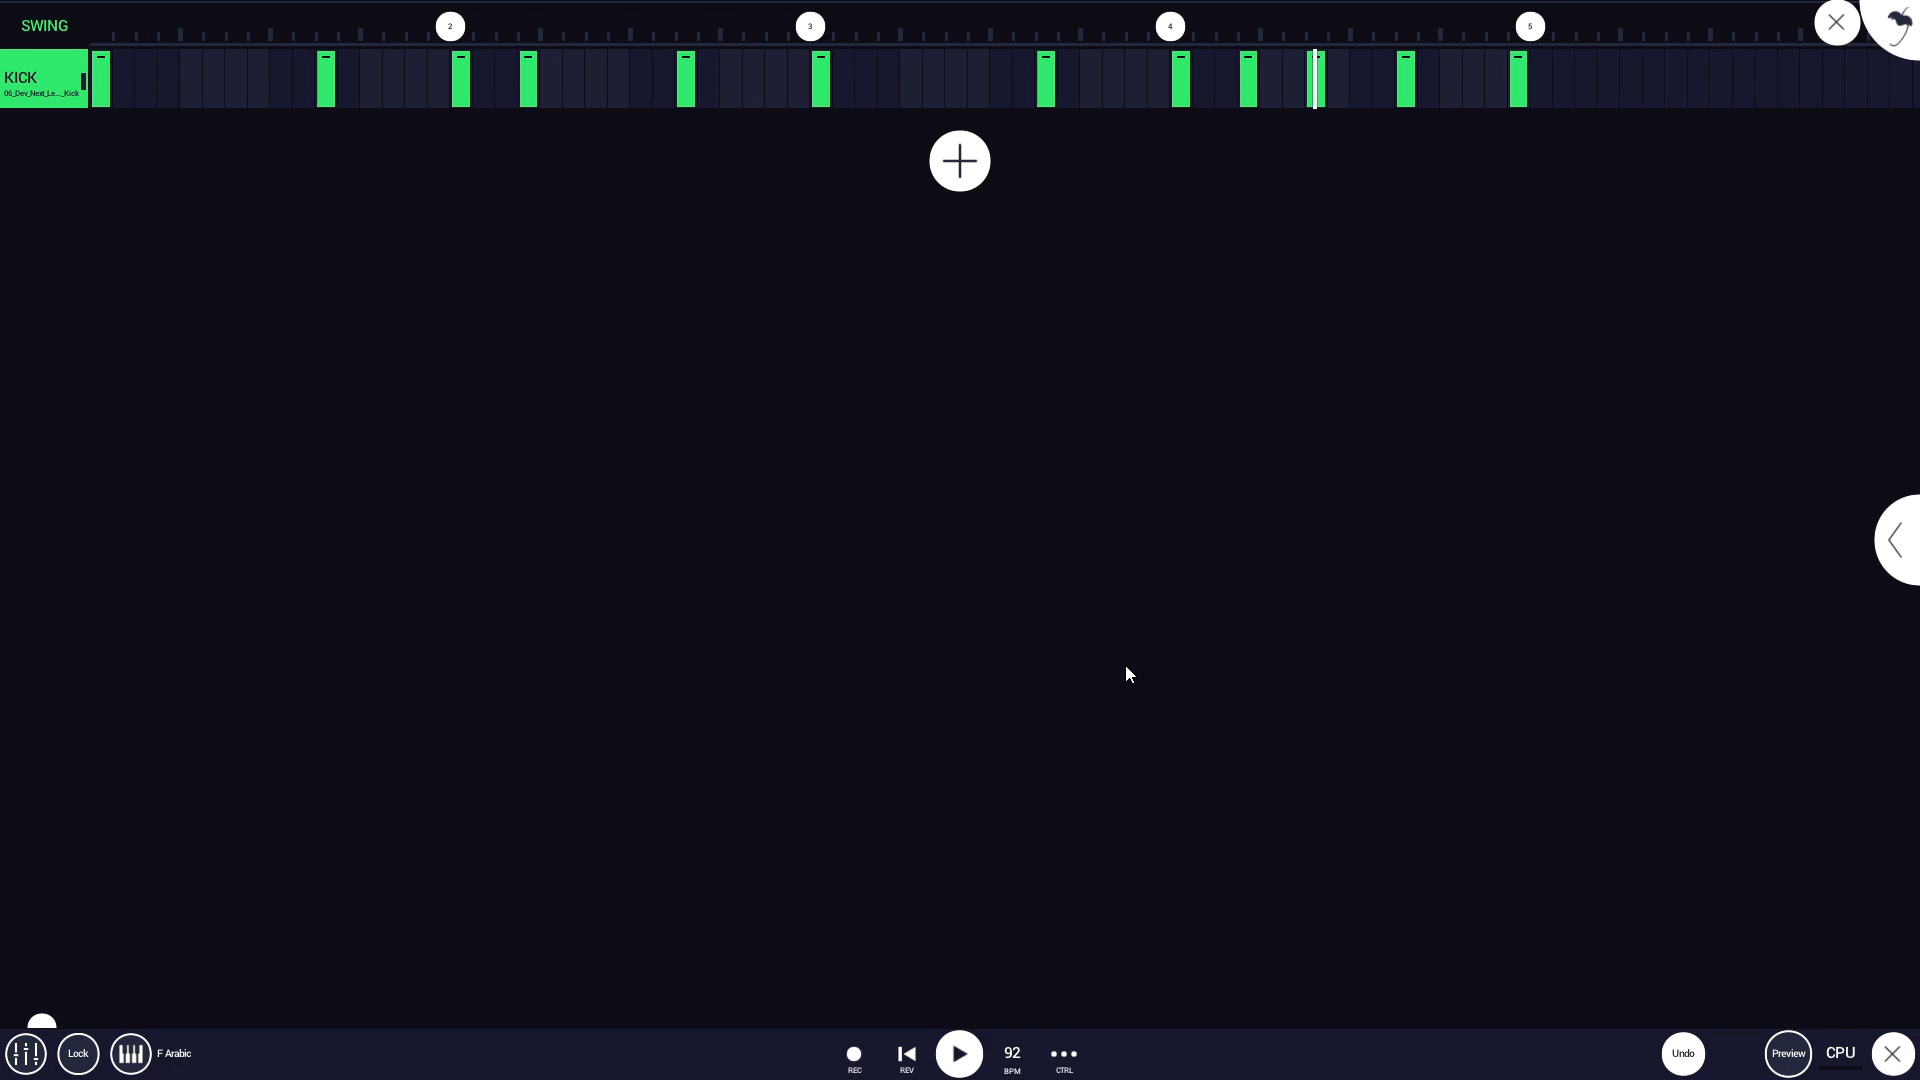 SWING
2
3
4
5
KICK
06_Dev_Next_Le..._Kick
Lock
F Arabic
REC
REV
92
BPM
CTRL
Undo
Preview
CPU